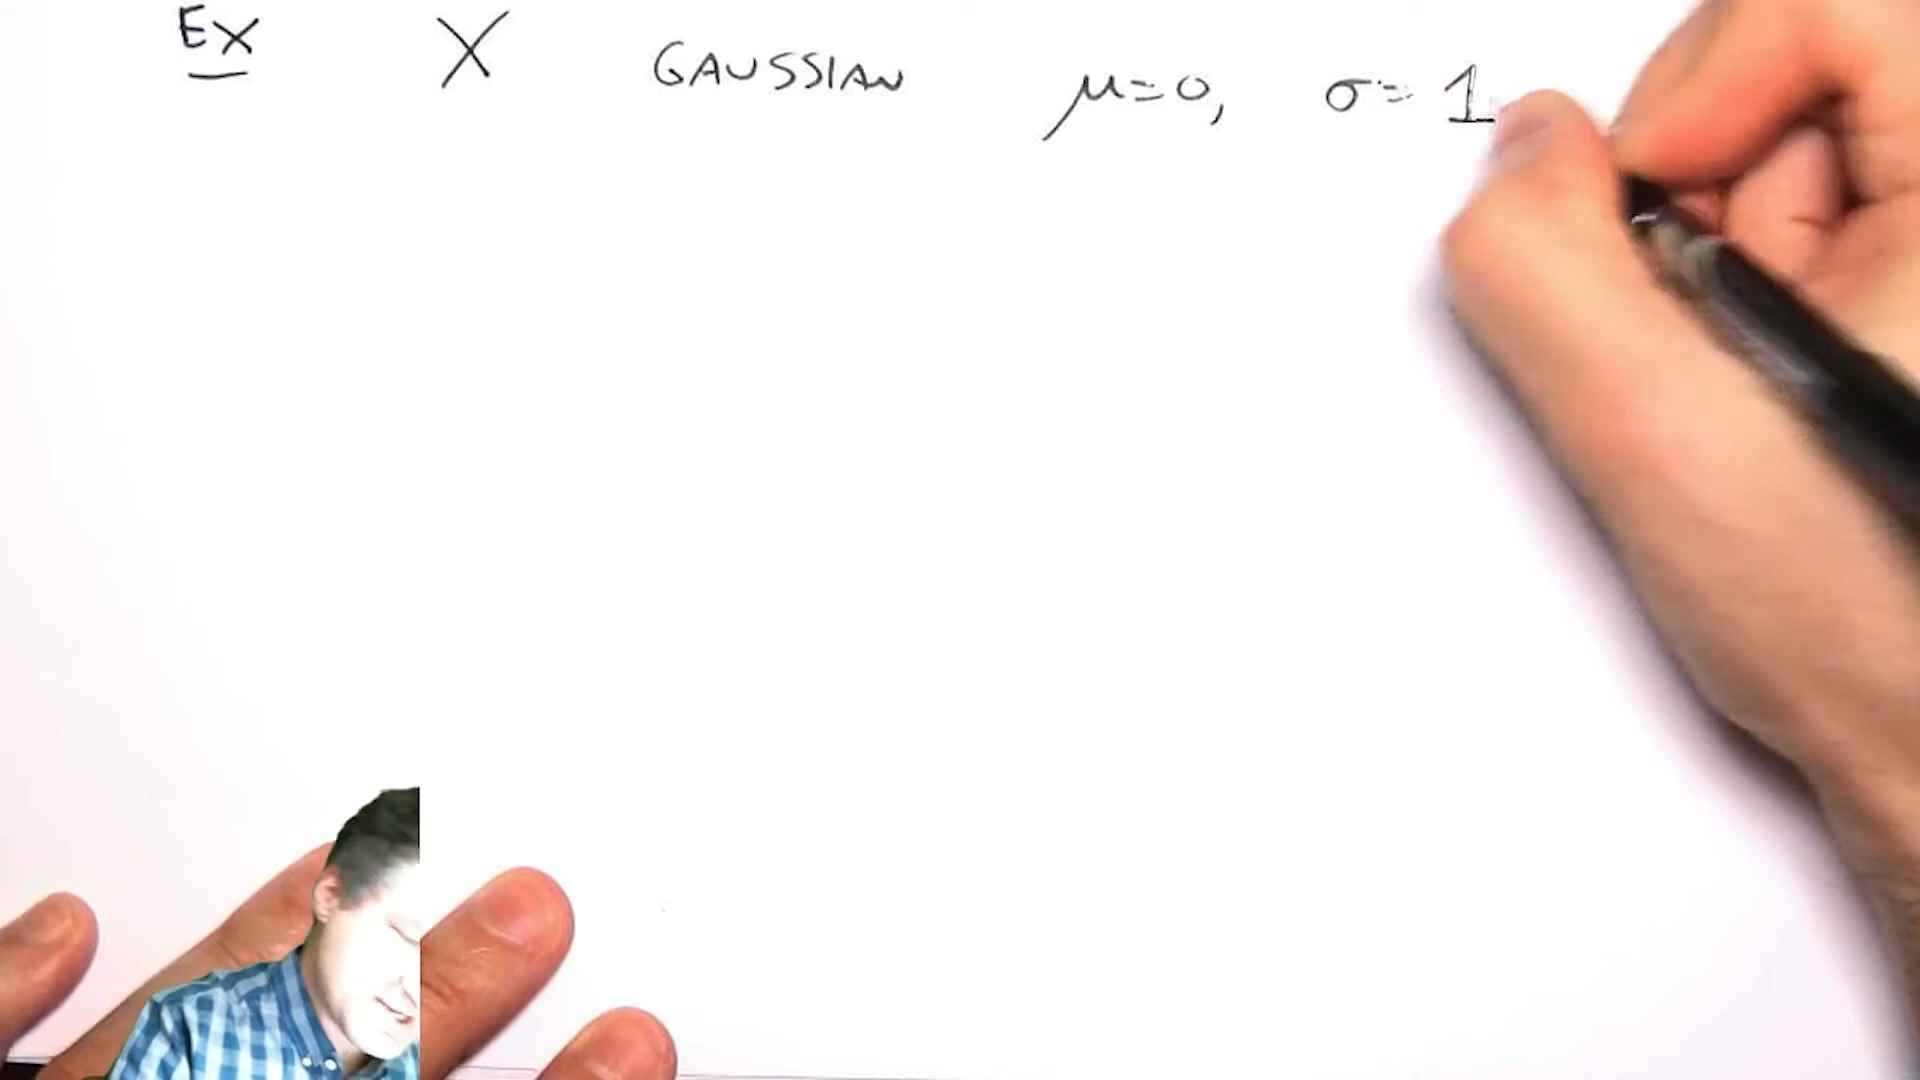 EX X GAUSSIAN μ=0, σ=1